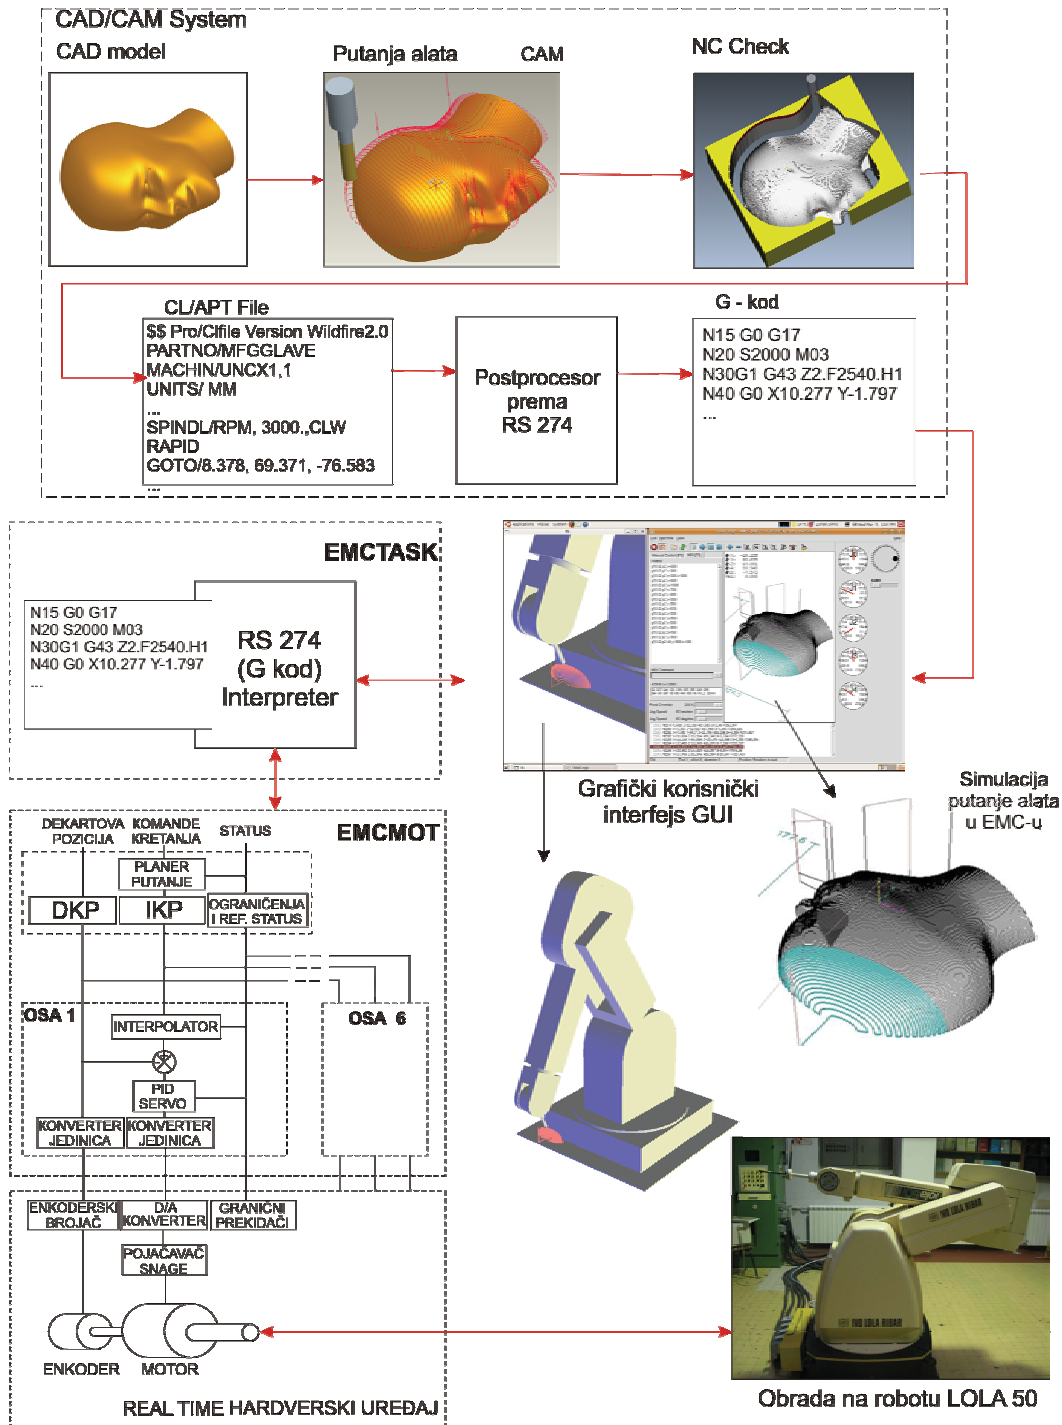 CAD/CAM System
CAD model
Putanja alata
CAM
NC Check
CL/APT File
$$ Pro/Clfile Version Wildfire2.0
PARTNO/MFGGLAVE
MACHIN/UNCX1,1
UNITS/ MM
...
SPINDL/RPM, 3000.,CLW
RAPID
GOTO/8.378, 69.371, -76.583
...
Postprocesor
prema
RS 274
G - kod
N15 G0 G17
N20 S2000 M03
N30G1 G43 Z2.F2540.H1
N40 G0 X10.277 Y-1.797
...
EMCTASK
N15 G0 G17
N20 S2000 M03
N30G1 G43 Z2.F2540.H1
N40 G0 X10.277 Y-1.797
...
RS 274
(G kod)
Interpreter
Grafički korisnički
interfejs GUI
Simulacija
putanje alata
u EMC-u
EMCMOT
DEKARTOVA
POZICIJA
KOMANDE
KRETANJA
STATUS
PLANER
PUTANJE
DKP
IKP
OGRANIČENJA
I REF. STATUS
OSA 1
OSA 6
INTERPOLATOR
PID
SERVO
KONVERTER
JEDINICA
KONVERTER
JEDINICA
ENKODERSKI
BROJAČ
D/A
KONVERTER
GRANIČNI
PREKIDAČI
POJAČAVAČ
SNAGE
ENKODER
MOTOR
REAL TIME HARDVERSKI UREĐAJ
IVO LOLA RIBAR
Obrada na robotu LOLA 50